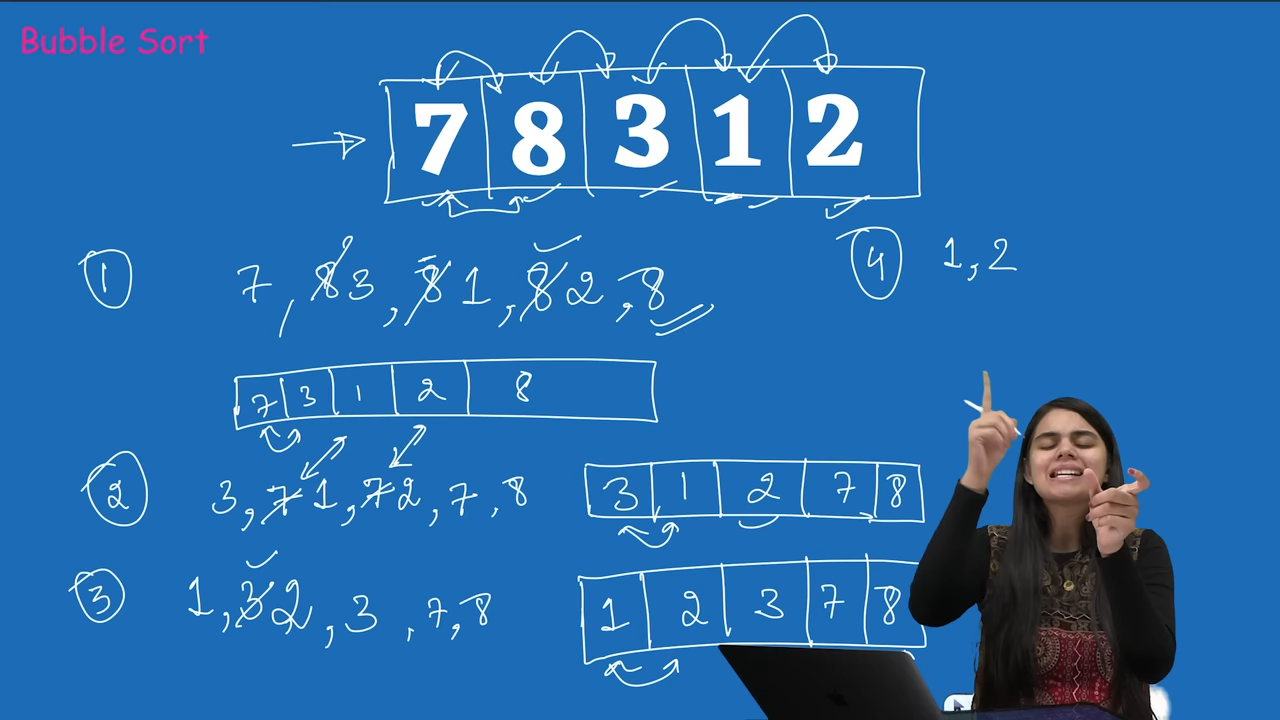 Bubble Sort
7 8 3 1 2
1 7, 8 3, 8 1, 8 2, 8
4 1, 2
7 3 1 2 8
2 3, 7 1, 7 2, 7, 8
3 1 2 7 8
3 1, 3 2, 3, 7, 8
1 2 3 7 8